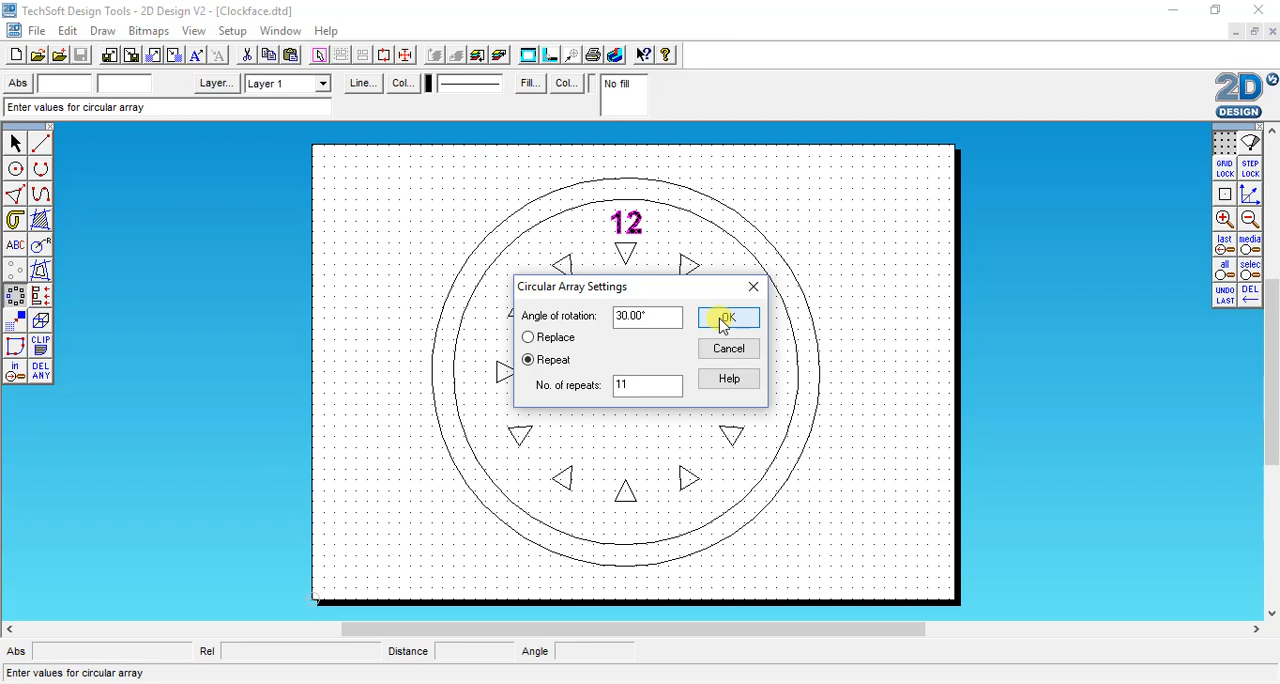 TechSoft Design Tools - 2D Design V2 - [Clockface.dtd]
File Edit Draw Bitmaps View Setup Window Help
Abs Layer... Layer 1 Line... Col... Fill... Col... No fill
2D V2
DESIGN
Enter values for circular array
ABC
R
CLIP
in
DEL
ANY
GRID
LOCK
STEP
LOCK
last
media
all
selec
UNDO
LAST
DEL
12
Circular Array Settings
Angle of rotation: 30.00° OK
Replace
Cancel
Repeat
Help
No. of repeats: 11
Abs Rel Distance Angle
Enter values for circular array